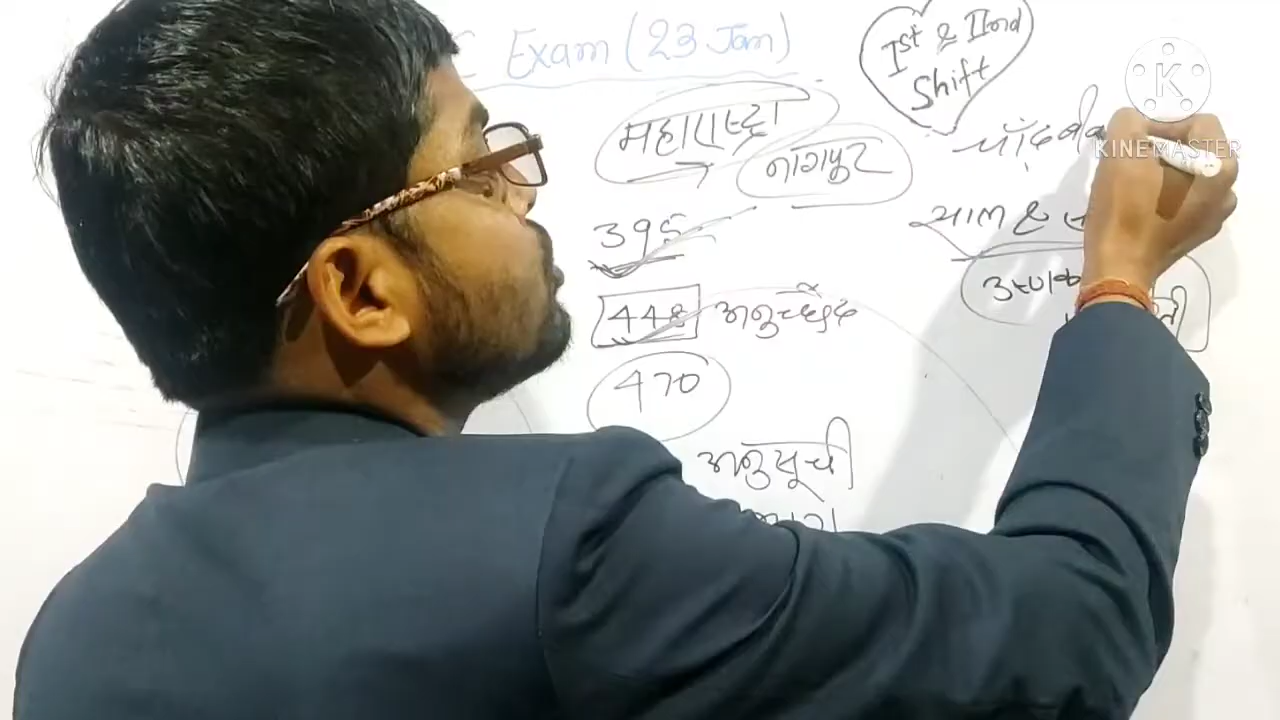 Exam (23 Jan)
Ist & IInd
Shift
महाराष्ट्रा
नागपुर
395
448 अनुच्छेद
470
अनुसूची
भाग
साल &
K
KINEMASTER